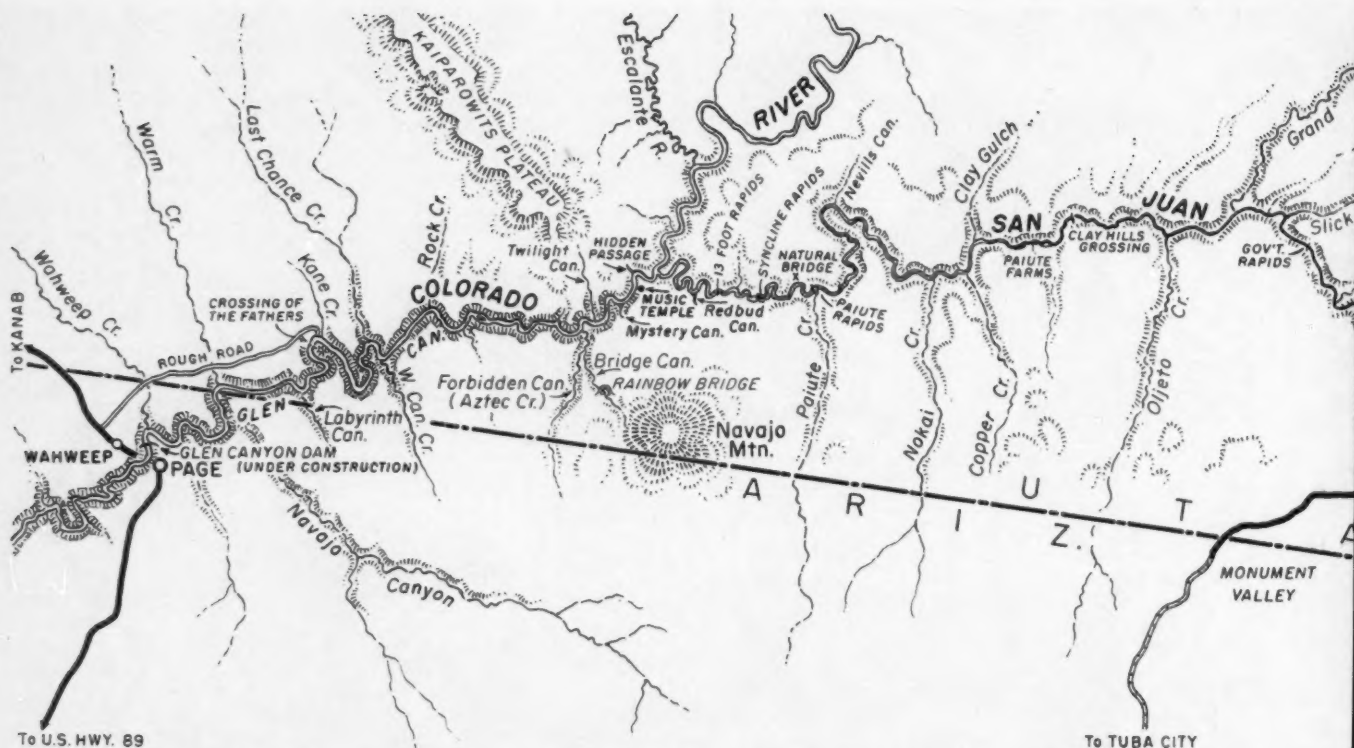 KAIPAROWITS PLATEAU
Escalante R.
RIVER
Warm Cr.
Last Chance Cr.
Wahweep Cr.
Kane Cr.
Rock Cr.
Twilight
Can.
HIDDEN
PASSAGE
13 FOOT RAPIDS
SYNCLINE RAPIDS
NATURAL
BRIDGE
X
Nevills Can.
Clay Gulch
SAN JUAN
Grand
Slick
PAIUTE
FARMS
CLAY HILLS
CROSSING
GOV'T.
RAPIDS
CROSSING OF
THE FATHERS
COLORADO
MUSIC
TEMPLE
Redbud
Can.
Mystery Can.
PAIUTE
RAPIDS
To KANAB
ROUGH ROAD
GLEN CAN.
W. Can. Cr.
Labyrinth
Can.
Forbidden Can.
(Aztec Cr.)
Bridge Can.
RAINBOW BRIDGE
Navajo
Mtn.
Paiute Cr.
Nokai Cr.
Copper Cr.
Oljeto Cr.
WAHWEEP
GLEN CANYON DAM
(UNDER CONSTRUCTION)
PAGE
UTA
ARIZ.
Navajo Canyon
MONUMENT
VALLEY
To U.S. HWY. 89
To TUBA CITY